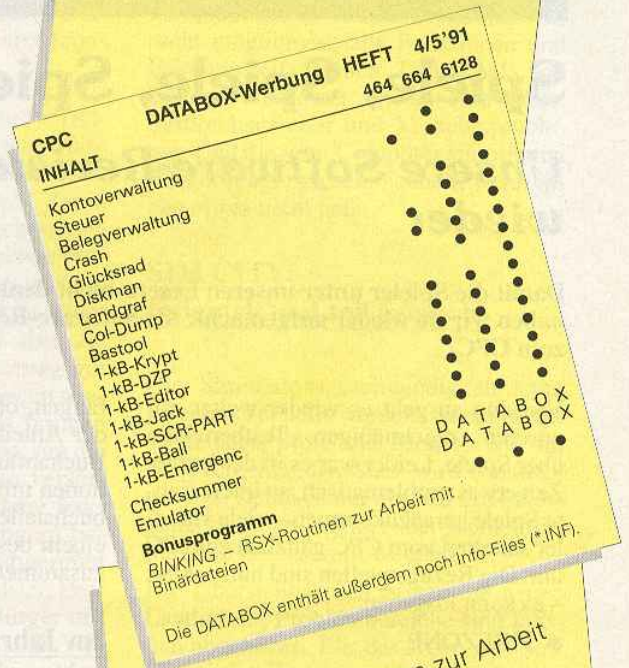 CPC DATABOX-Werbung HEFT 4/5'91
INHALT 464 664 6128
Kontoverwaltung
Steuer
Belegverwaltung
Crash
Glücksrad
Diskman
Landgraf
Col-Dump
Bastool
1-kB-Krypt
1-kB-DZP
1-kB-Editor
1-kB-Jack
1-kB-SCR-PART
1-kB-Ball
1-kB-Emergenc
Checksummer DATABOX
Emulator DATABOX
Bonusprogramm
BINKING – RSX-Routinen zur Arbeit mit
Binärdateien
Die DATABOX enthält außerdem noch Info-Files (*.INF).
zur Arbeit